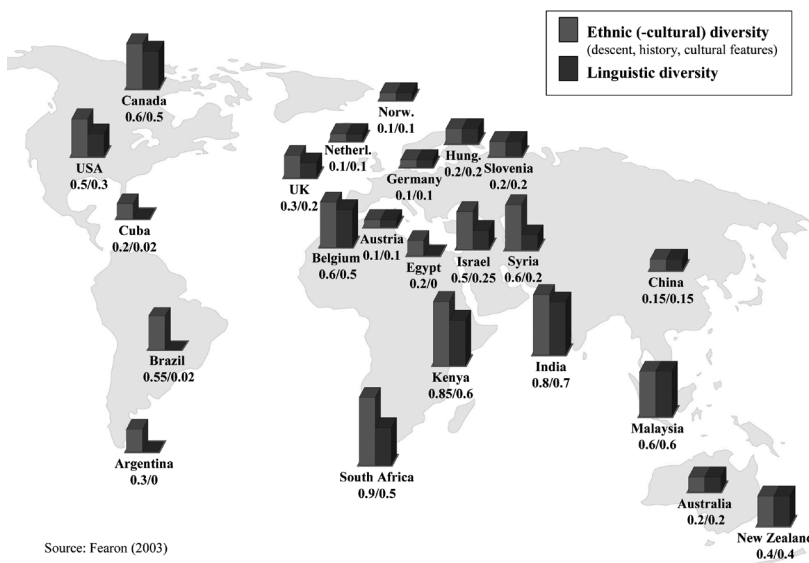 Ethnic (-cultural) diversity
(descent, history, cultural features)
Linguistic diversity
Canada
0.6/0.5
Norw.
0.1/0.1
USA
0.5/0.3
Netherl.
0.1/0.1
Hung.
0.2/0.2
Slovenia
0.2/0.2
Germany
0.1/0.1
UK
0.3/0.2
Cuba
0.2/0.02
Belgium
0.6/0.5
Austria
0.1/0.1
Egypt
0.2/0
Israel
0.5/0.25
Syria
0.6/0.2
China
0.15/0.15
Brazil
0.55/0.02
Kenya
0.85/0.6
India
0.8/0.7
Malaysia
0.6/0.6
Argentina
0.3/0
South Africa
0.9/0.5
Australia
0.2/0.2
New Zealand
0.4/0.4
Source: Fearon (2003)